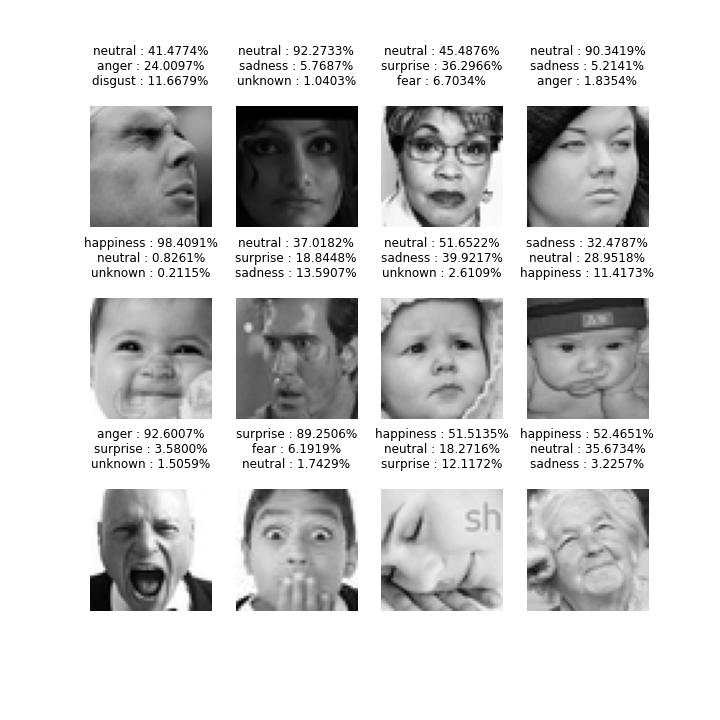 neutral : 41.4774%
anger : 24.0097%
disgust : 11.6679%
neutral : 92.2733%
sadness : 5.7687%
unknown : 1.0403%
neutral : 45.4876%
surprise : 36.2966%
fear : 6.7034%
neutral : 90.3419%
sadness : 5.2141%
anger : 1.8354%
happiness : 98.4091%
neutral : 0.8261%
unknown : 0.2115%
neutral : 37.0182%
surprise : 18.8448%
sadness : 13.5907%
neutral : 51.6522%
sadness : 39.9217%
unknown : 2.6109%
sadness : 32.4787%
neutral : 28.9518%
happiness : 11.4173%
anger : 92.6007%
surprise : 3.5800%
unknown : 1.5059%
surprise : 89.2506%
fear : 6.1919%
neutral : 1.7429%
happiness : 51.5135%
neutral : 18.2716%
surprise : 12.1172%
happiness : 52.4651%
neutral : 35.6734%
sadness : 3.2257%
sh